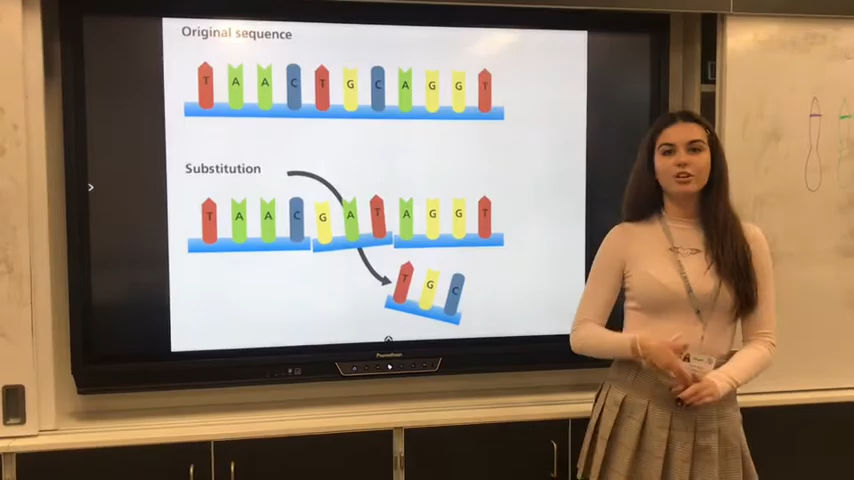 Original sequence
T A A C T G C A G G T
Substitution
T A A C G A T A G G T
T G C
Promethean